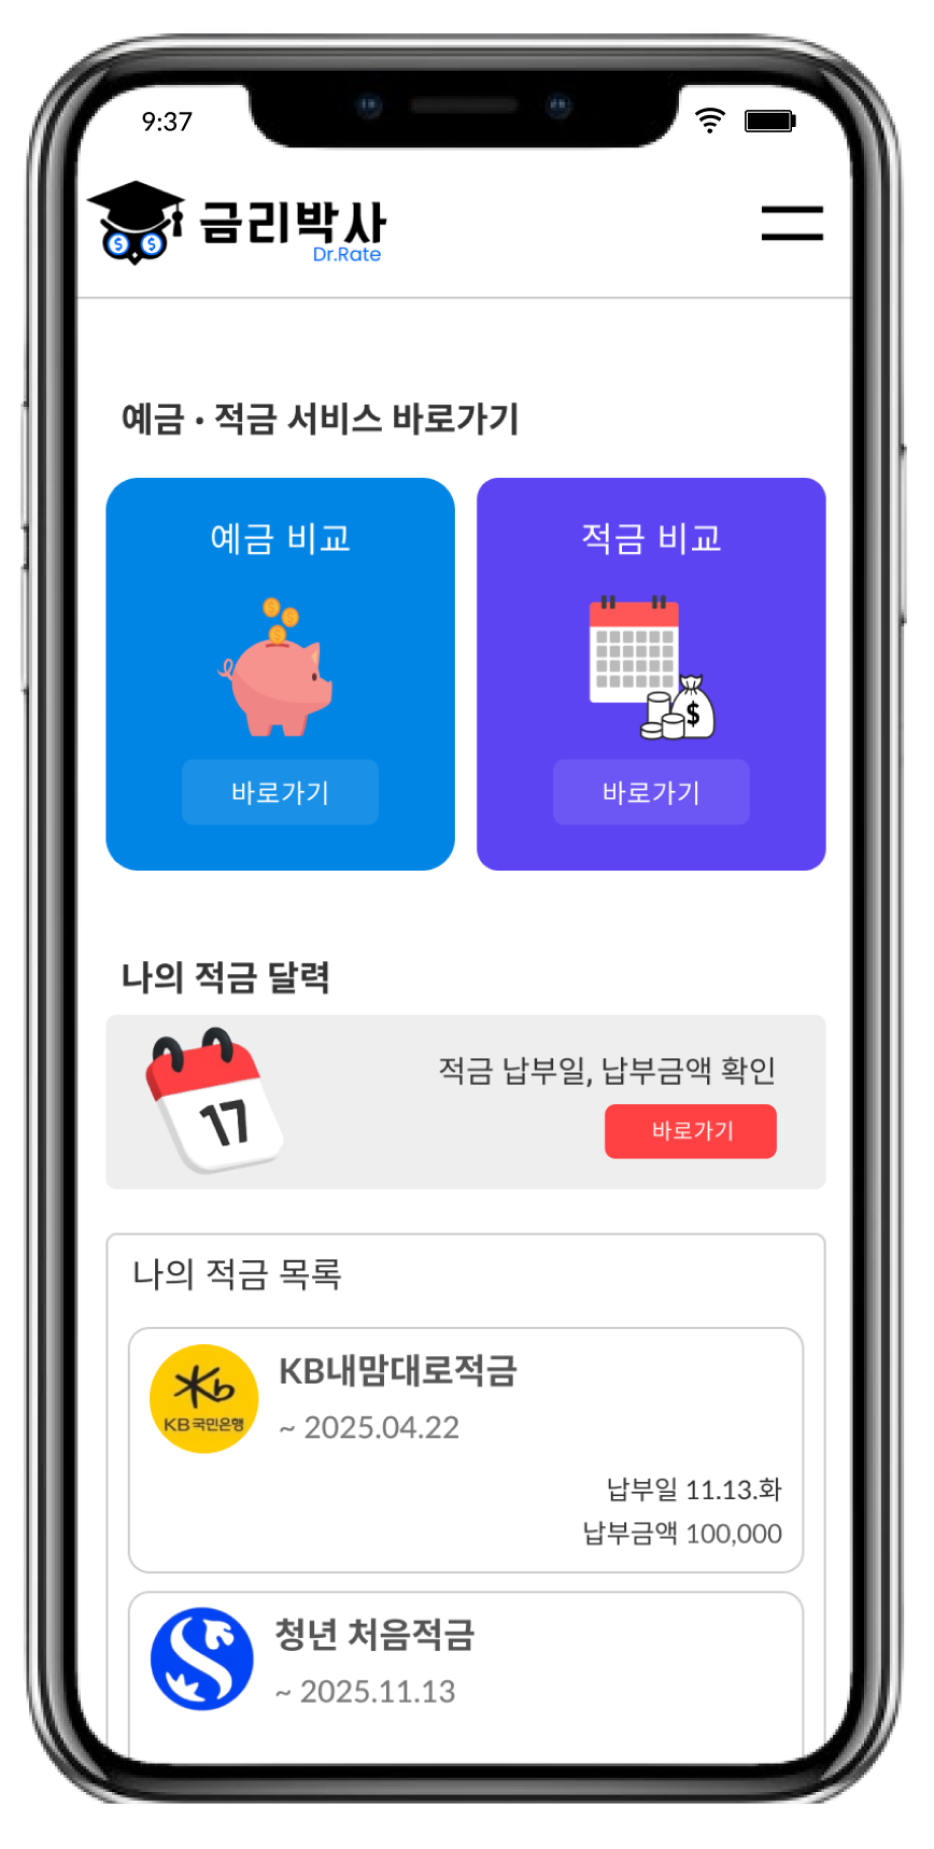 9:37
금리박사
Dr.Rate
예금 · 적금 서비스 바로가기
예금 비교
적금 비교
$
바로가기
바로가기
나의 적금 달력
17
적금 납부일, 납부금액 확인
바로가기
나의 적금 목록
KB내맘대로적금
Kb
KB국민은행
~ 2025.04.22
납부일 11.13.화
납부금액 100,000
청년 처음적금
~ 2025.11.13